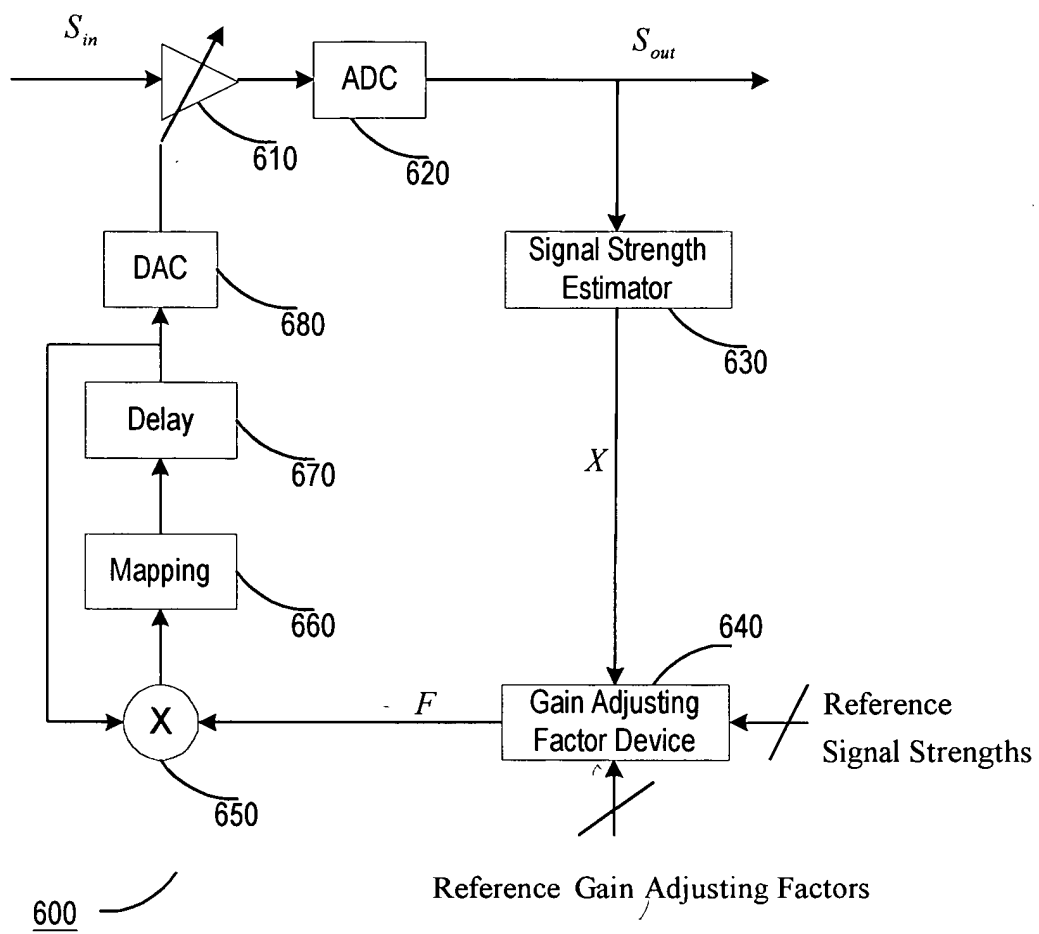 S_in
S_out
ADC
610
620
DAC
680
Signal Strength
Estimator
630
Delay
670
X
Mapping
660
640
Gain Adjusting
Factor Device
F
X
650
Reference
Signal Strengths
Reference Gain Adjusting Factors
600